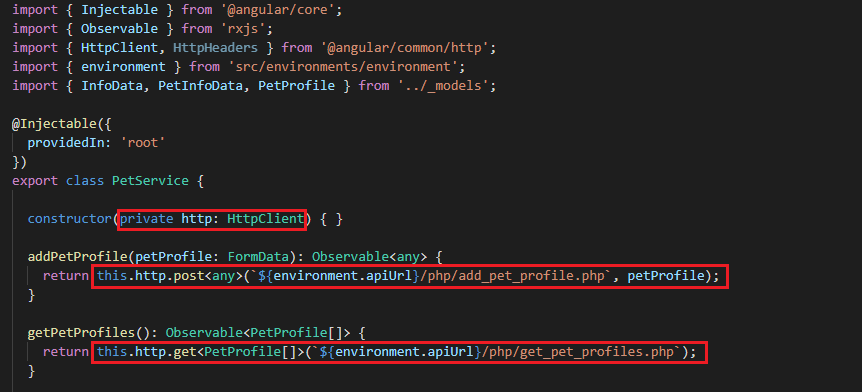 import { Injectable } from '@angular/core';
import { Observable } from 'rxjs';
import { HttpClient, HttpHeaders } from '@angular/common/http';
import { environment } from 'src/environments/environment';
import { InfoData, PetInfoData, PetProfile } from '../_models';
@Injectable({
providedIn: 'root'
})
export class PetService {
constructor(private http: HttpClient) { }
addPetProfile(petProfile: FormData): Observable<any> {
return this.http.post<any>(`${environment.apiUrl}/php/add_pet_profile.php`, petProfile);
}
getPetProfiles(): Observable<PetProfile[]> {
return this.http.get<PetProfile[]>(`${environment.apiUrl}/php/get_pet_profiles.php`);
}